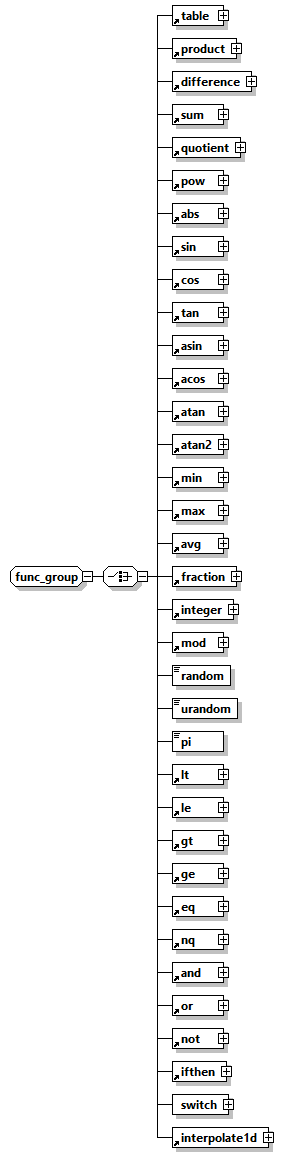 table
product
difference
sum
quotient
pow
abs
sin
cos
tan
asin
acos
atan
atan2
min
max
avg
func_group
fraction
integer
mod
random
urandom
pi
lt
le
gt
ge
eq
nq
and
or
not
ifthen
switch
interpolate1d